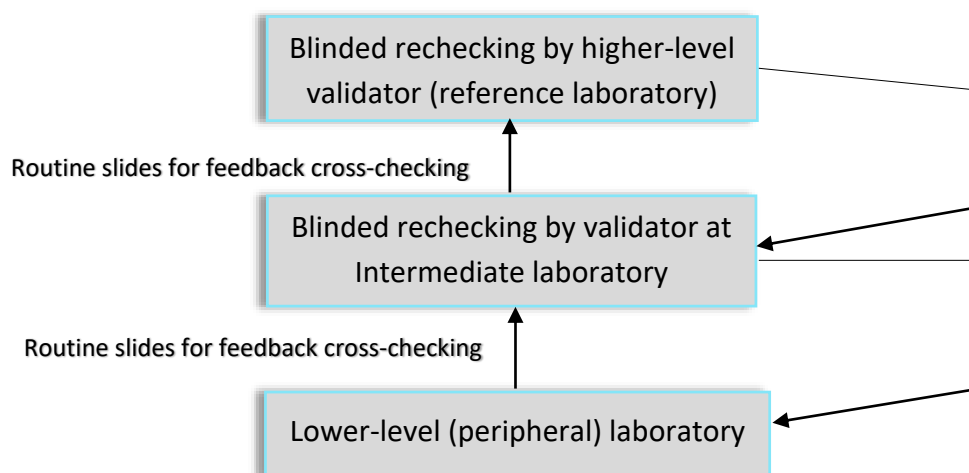 Blinded rechecking by higher-level
validator (reference laboratory)
Routine slides for feedback cross-checking
Blinded rechecking by validator at
Intermediate laboratory
Routine slides for feedback cross-checking
Lower-level (peripheral) laboratory